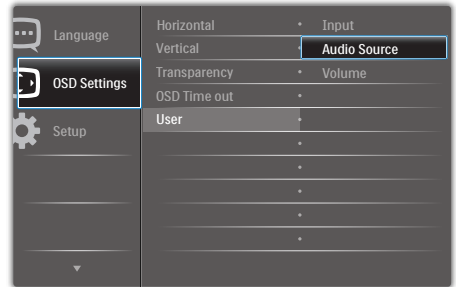 Language
OSD Settings
Setup
Horizontal
Vertical
Transparency
OSD Time out
User
Input
Audio Source
Volume